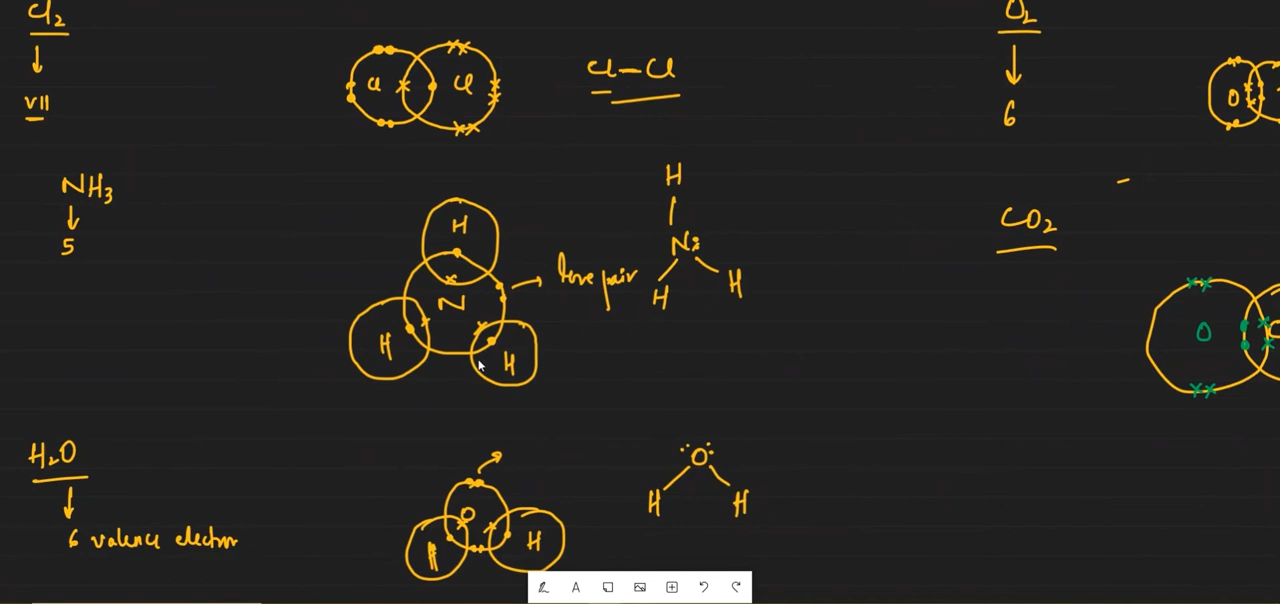 Cl₂
VII
Cl Cl
Cl–Cl
O₂
6
O
NH₃
5
H
N
H
H
lone pair
H
N:
H
H
CO₂
O
H₂O
6 valence electron
O
H
H
:O:
H
H
A